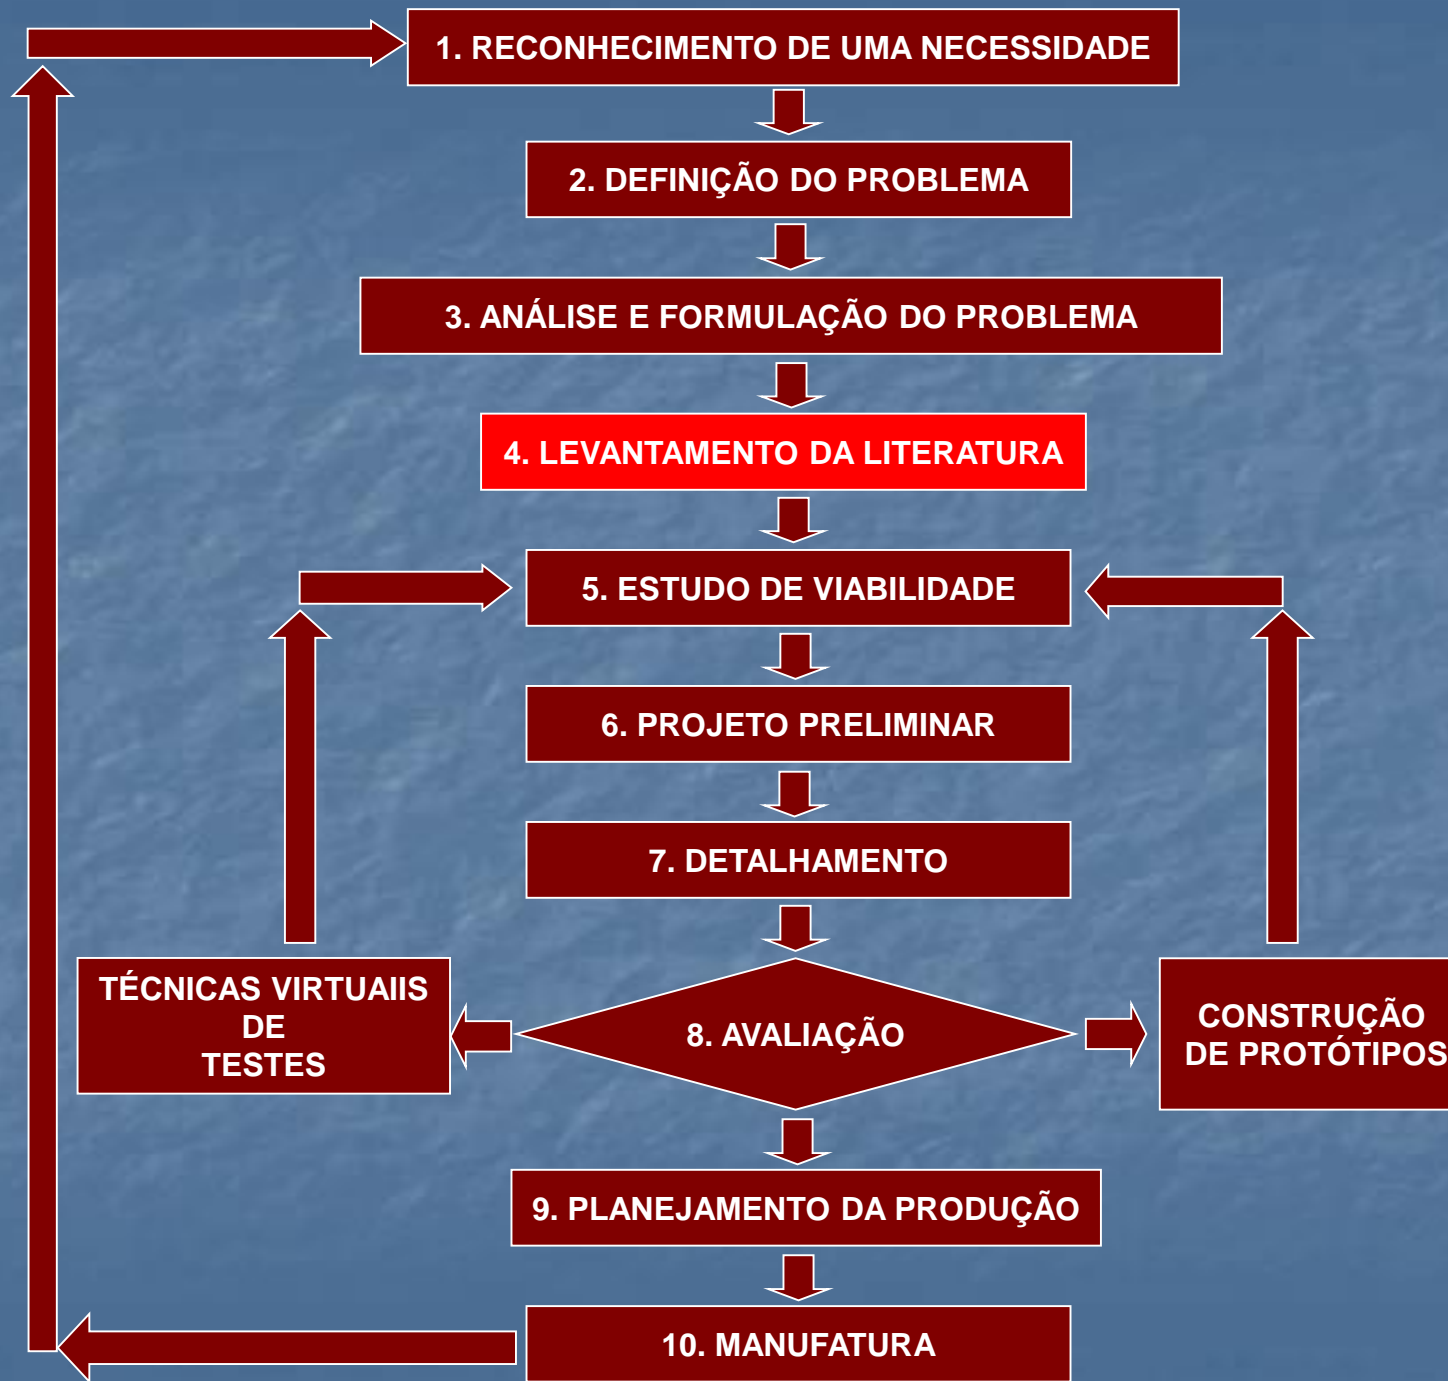 1. RECONHECIMENTO DE UMA NECESSIDADE
2. DEFINIÇÃO DO PROBLEMA
3. ANÁLISE E FORMULAÇÃO DO PROBLEMA
4. LEVANTAMENTO DA LITERATURA
5. ESTUDO DE VIABILIDADE
6. PROJETO PRELIMINAR
7. DETALHAMENTO
TÉCNICAS VIRTUAIIS
DE
TESTES
8. AVALIAÇÃO
CONSTRUÇÃO
DE PROTÓTIPOS
9. PLANEJAMENTO DA PRODUÇÃO
10. MANUFATURA